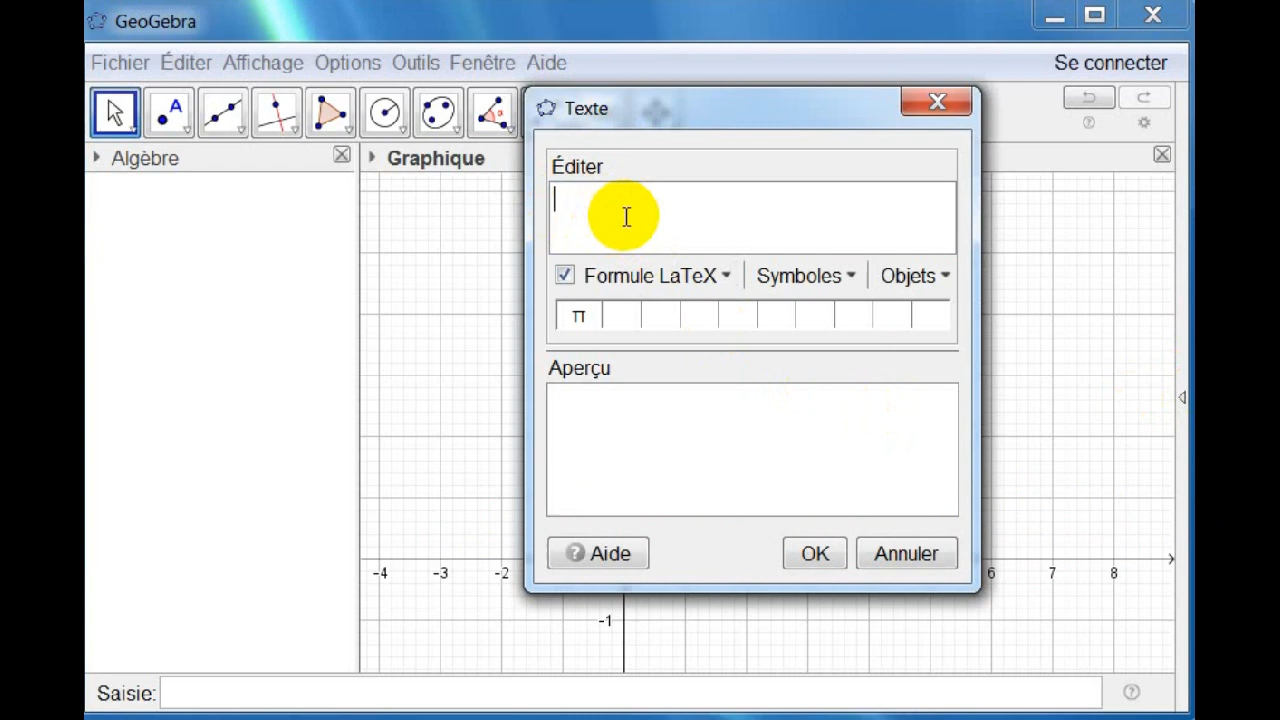 GeoGebra
Fichier Éditer Affichage Options Outils Fenêtre Aide Se connecter
A
Texte
Algèbre
Graphique
Éditer
Formule LaTeX Symboles Objets
π
Aperçu
Aide OK Annuler
-4 -3 -2 6 7 8
-1
Saisie: